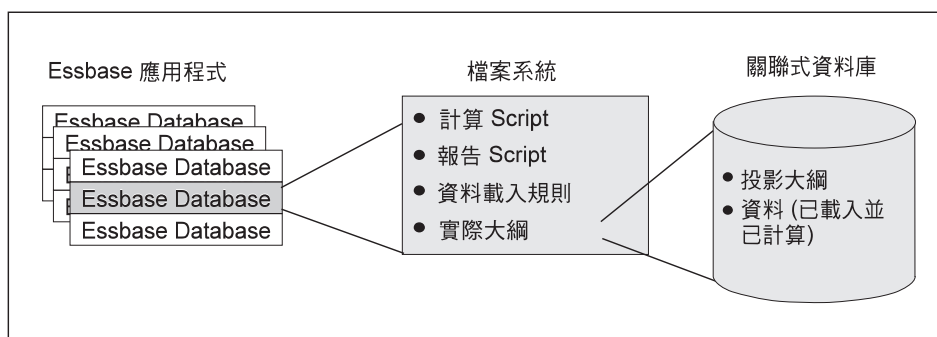 Essbase 應用程式
Essbase Database
Essbase Database
Essbase Database
Essbase Database
Essbase Database
檔案系統
● 計算 Script
● 報告 Script
● 資料載入規則
● 實際大綱
關聯式資料庫
● 投影大綱
● 資料 (已載入並
已計算)